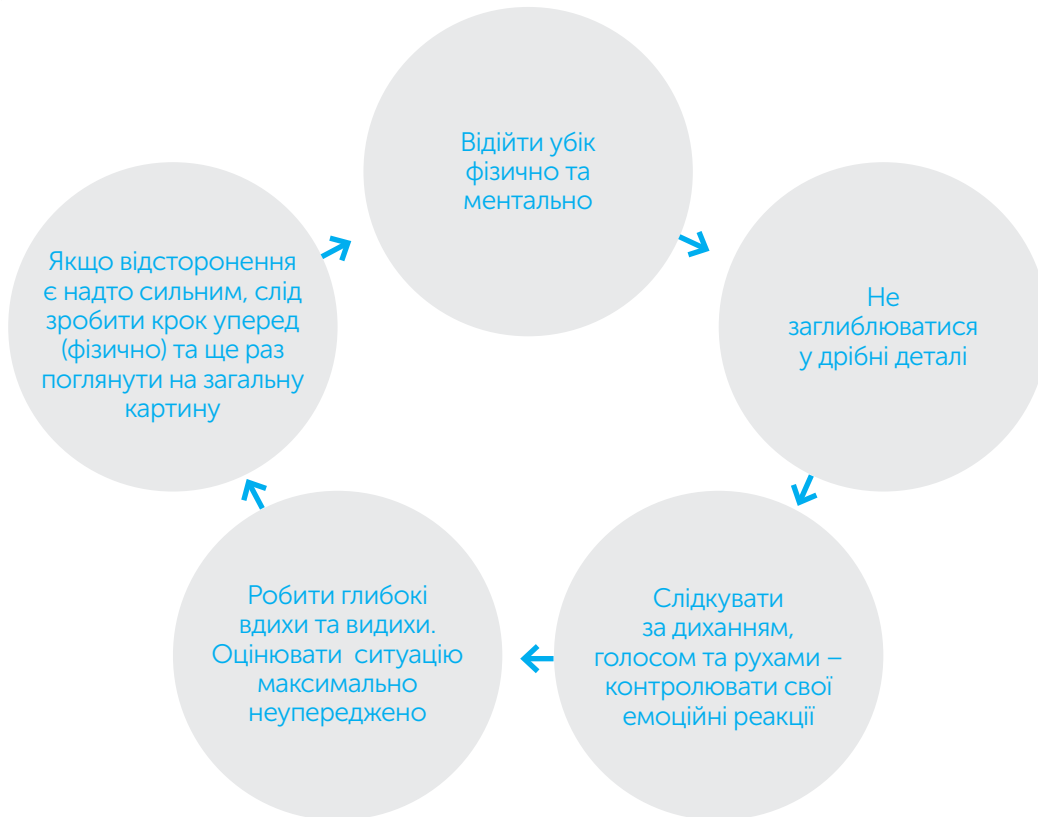 Відійти убік
фізично та
ментально
Не
заглиблюватися
у дрібні деталі
Слідкувати
за диханням,
голосом та рухами –
контролювати свої
емоційні реакції
Робити глибокі
вдихи та видихи.
Оцінювати ситуацію
максимально
неупереджено
Якщо відсторонення
є надто сильним, слід
зробити крок уперед
(фізично) та ще раз
поглянути на загальну
картину